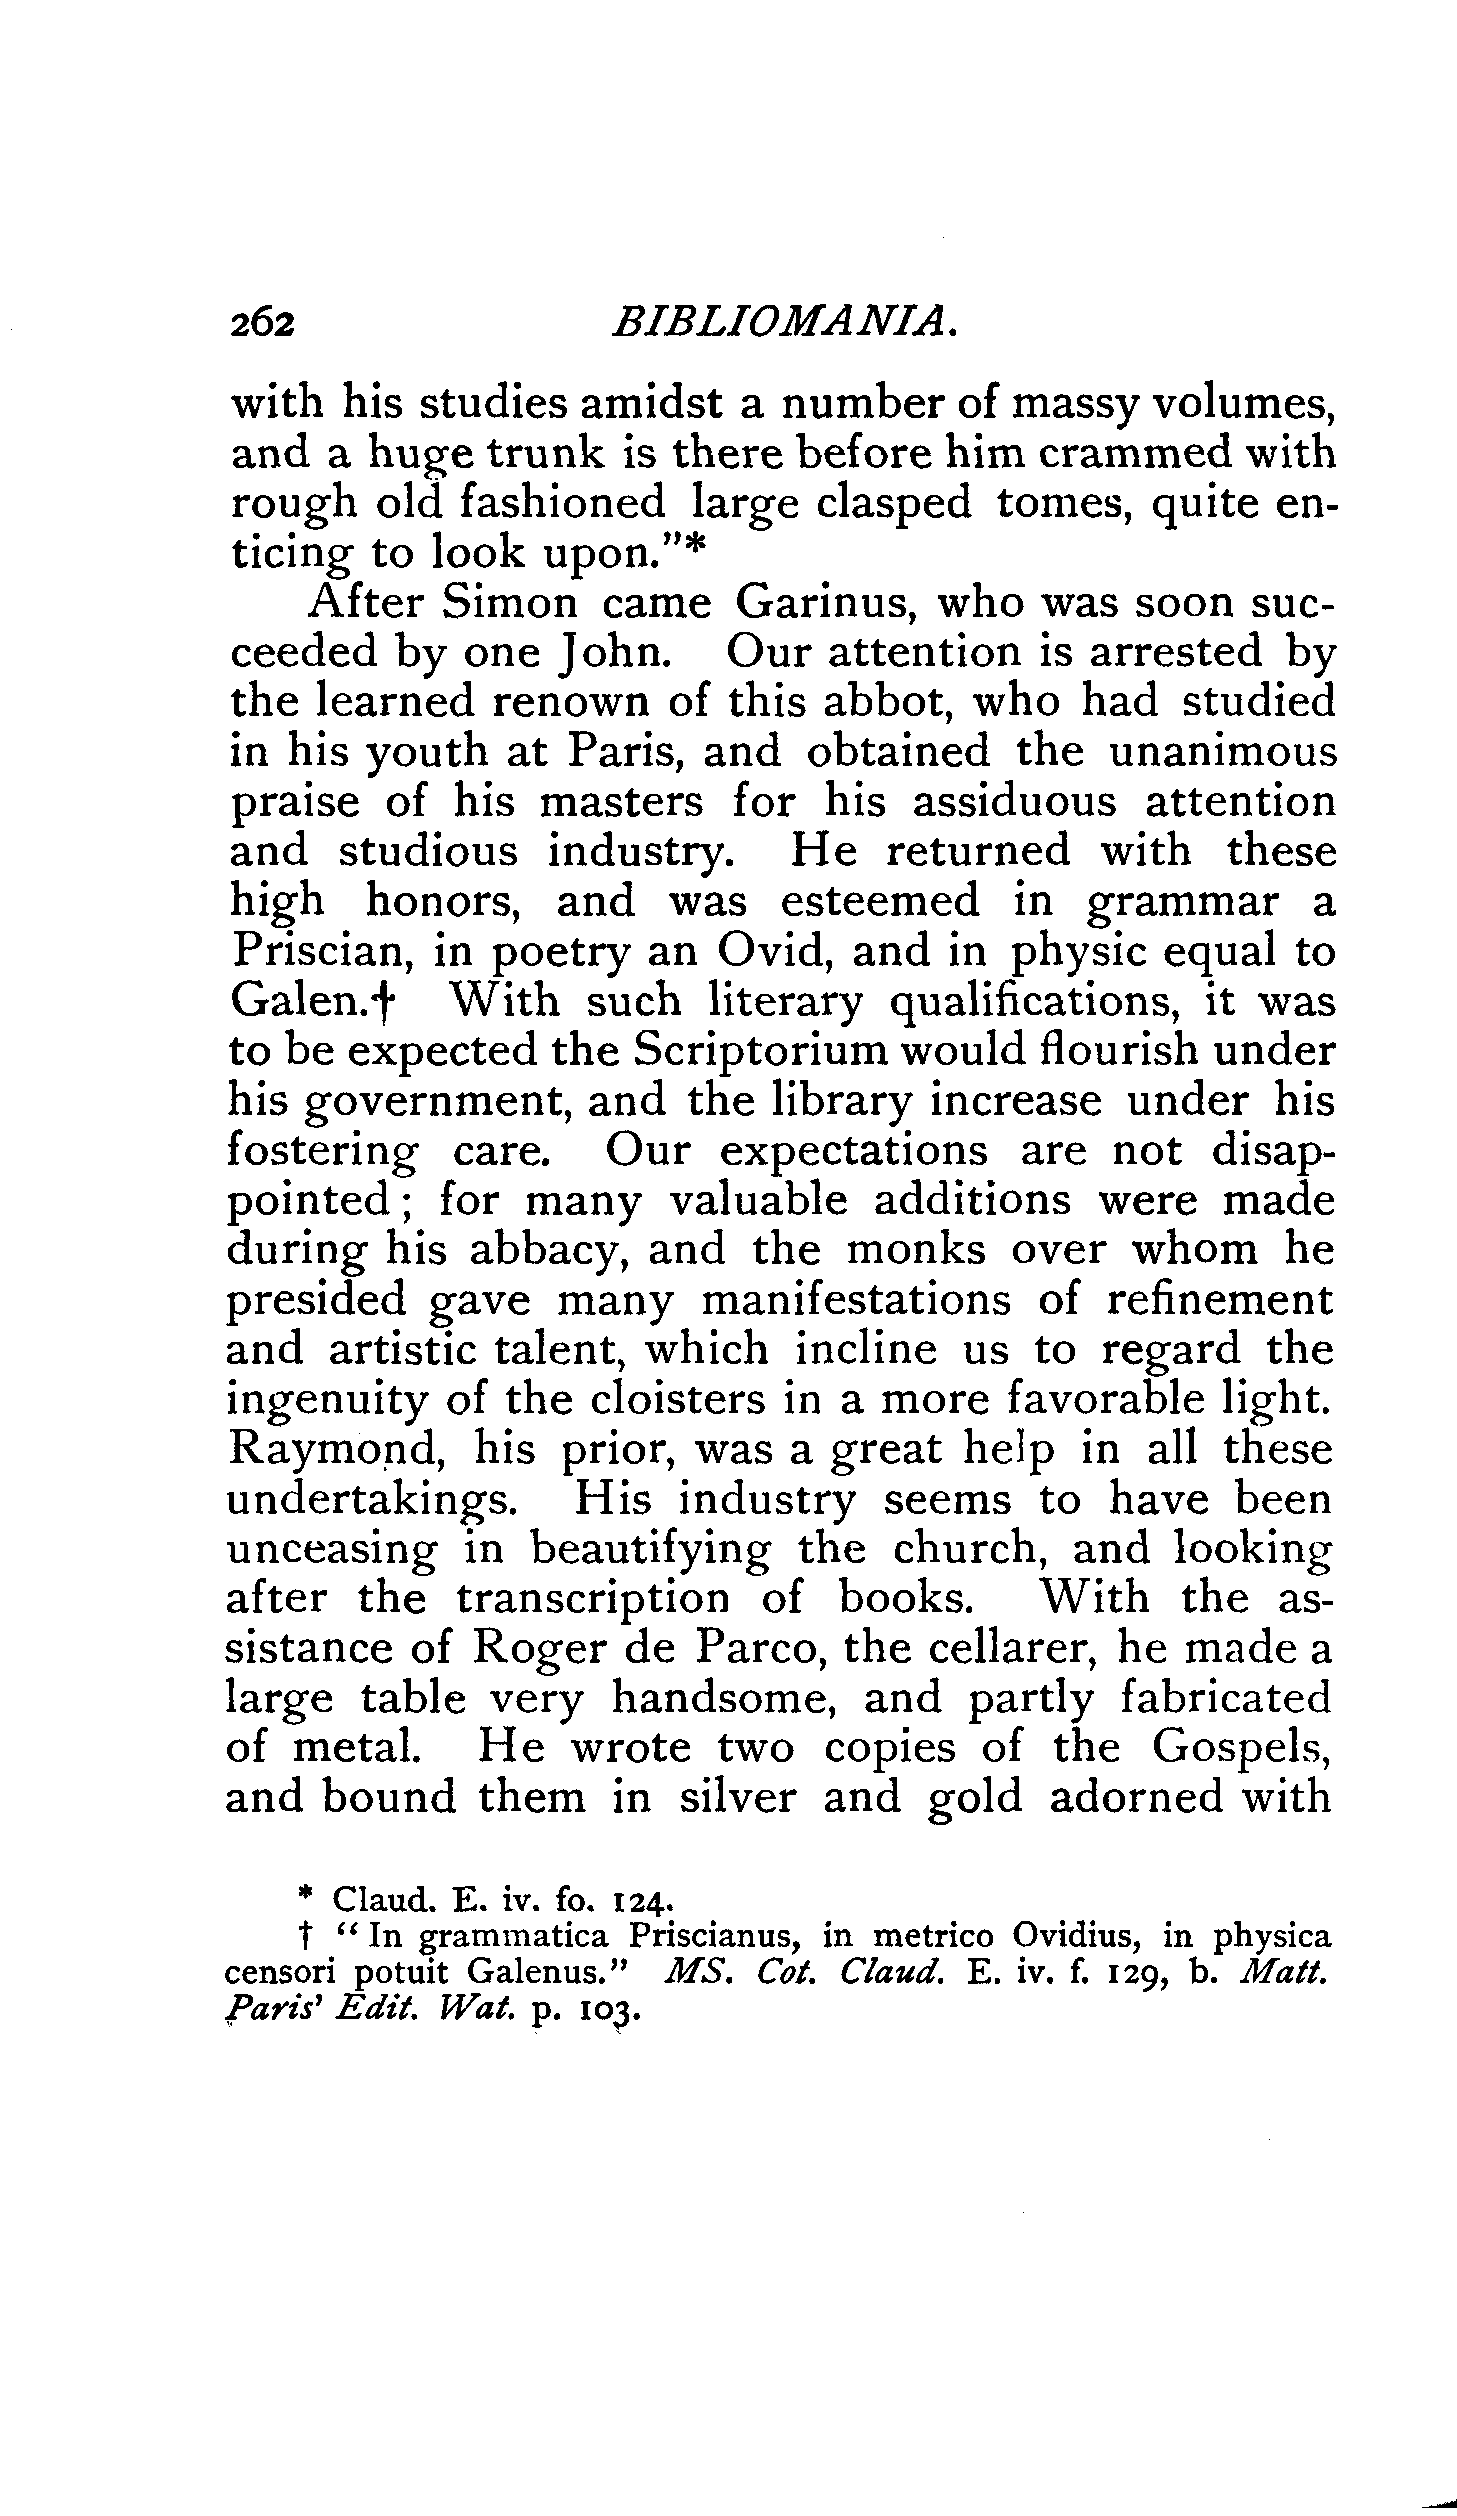 262 BIBLIOMANIA.
with his studies amidst a number of massy volumes,
and a huge trunk is there before him crammed with
rough old fashioned large clasped tomes, quite en-
ticing to look upon."*
After Simon came Garinus, who was soon suc-
ceeded by one John. Our attention is arrested by
the learned renown of this abbot, who had studied
in his youth at Paris, and obtained the unanimous
praise of his masters for his assiduous attention
and studious industry. He returned with these
high honors, and was esteemed in grammar a
Priscian, in poetry an Ovid, and in physic equal to
Galen.† With such literary qualifications, it was
to be expected the Scriptorium would flourish under
his government, and the library increase under his
fostering care. Our expectations are not disap-
pointed; for many valuable additions were made
during his abbacy, and the monks over whom he
presided gave many manifestations of refinement
and artistic talent, which incline us to regard the
ingenuity of the cloisters in a more favorable light.
Raymond, his prior, was a great help in all these
undertakings. His industry seems to have been
unceasing in beautifying the church, and looking
after the transcription of books. With the as-
sistance of Roger de Parco, the cellarer, he made a
large table very handsome, and partly fabricated
of metal. He wrote two copies of the Gospels,
and bound them in silver and gold adorned with
* Claud. E. iv. fo. 124.
† "In grammatica Priscianus, in metrico Ovidius, in physica
censori potuit Galenus." MS. Cot. Claud. E. iv. f. 129, b. Matt.
Paris' Edit. Wat. p. 103.